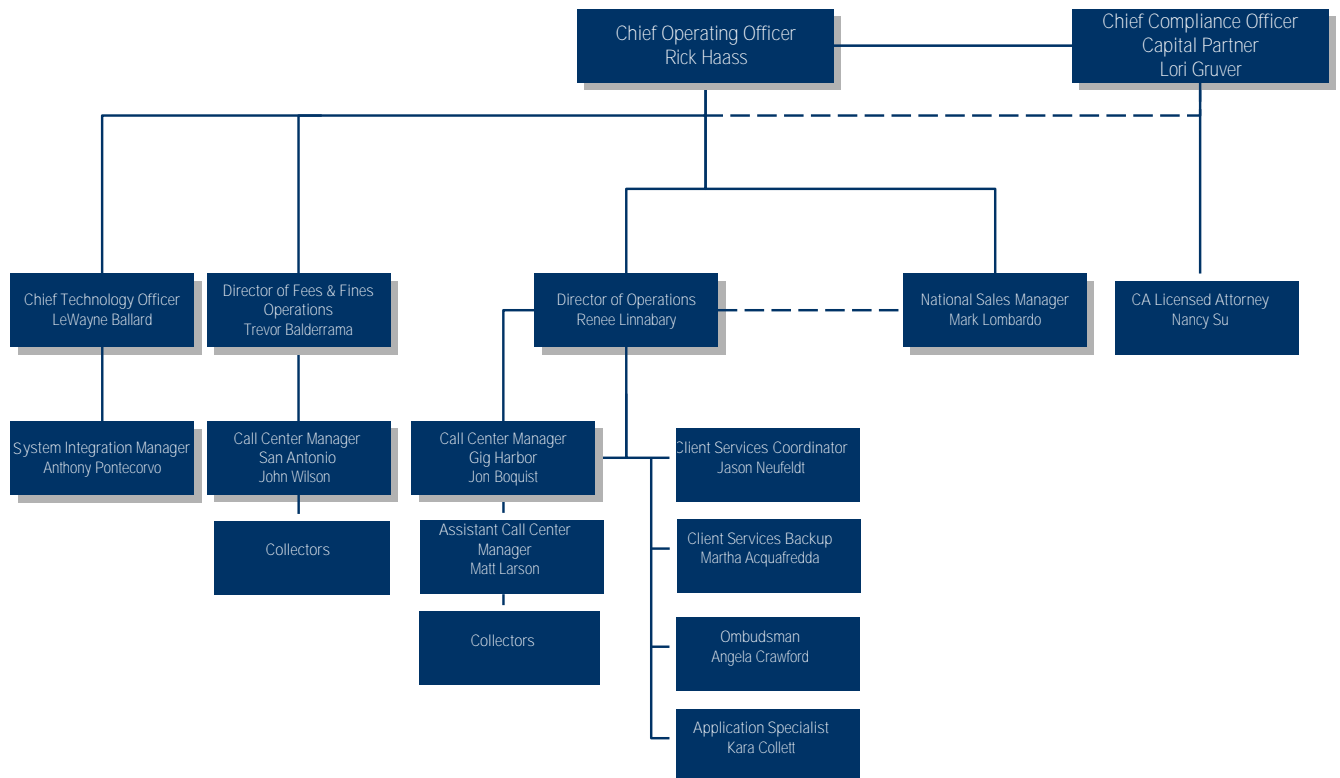 Chief Operating Officer
Rick Haass
Chief Compliance Officer
Capital Partner
Lori Gruver
Chief Technology Officer
LeWayne Ballard
Director of Fees & Fines
Operations
Trevor Balderrama
Director of Operations
Renee Linnabary
National Sales Manager
Mark Lombardo
CA Licensed Attorney
Nancy Su
System Integration Manager
Anthony Pontecorvo
Call Center Manager
San Antonio
John Wilson
Call Center Manager
Gig Harbor
Jon Boquist
Client Services Coordinator
Jason Neufeldt
Collectors
Assistant Call Center
Manager
Matt Larson
Client Services Backup
Martha Acquafredda
Collectors
Ombudsman
Angela Crawford
Application Specialist
Kara Collett